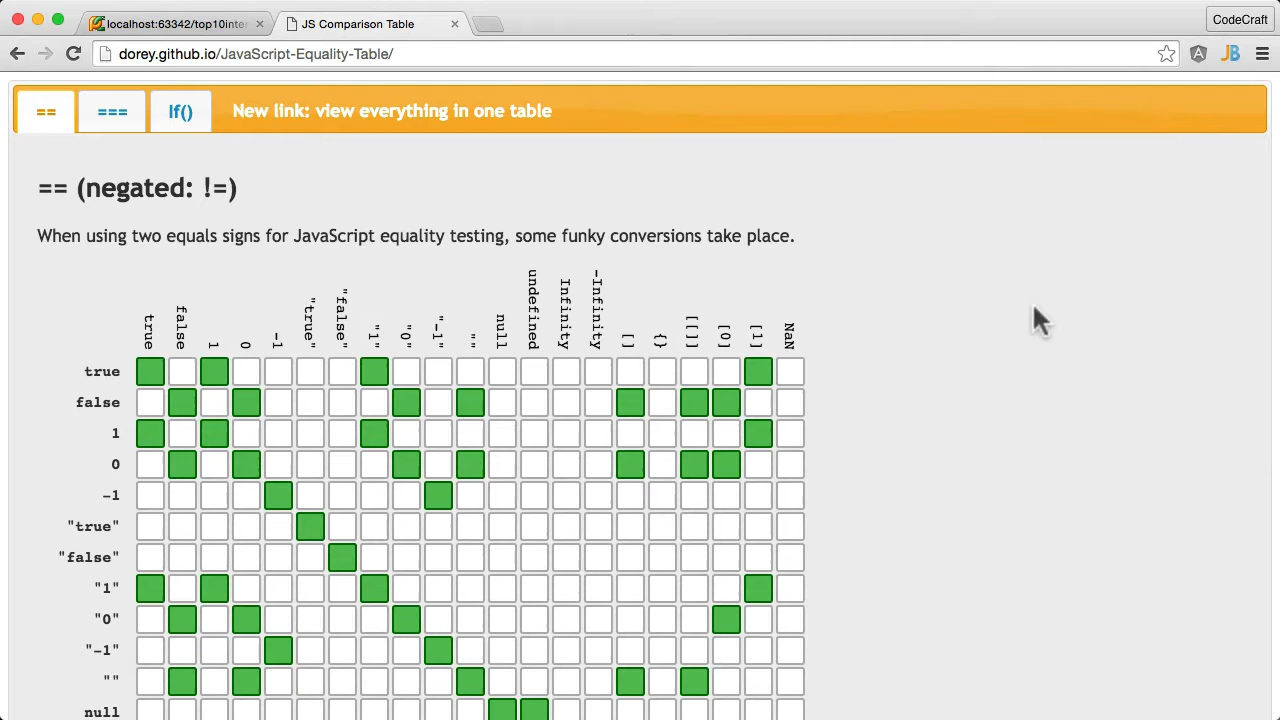 localhost:63342/top10inte
JS Comparison Table
CodeCraft
dorey.github.io/JavaScript-Equality-Table/
==
===
If()
New link: view everything in one table
== (negated: !=)
When using two equals signs for JavaScript equality testing, some funky conversions take place.
true false 1 0 -1 "true" "false" "1" "0" "-1" "" null undefined Infinity -Infinity [] {} [[]] [0] [1] NaN
true
false
1
0
-1
"true"
"false"
"1"
"0"
"-1"
""
null